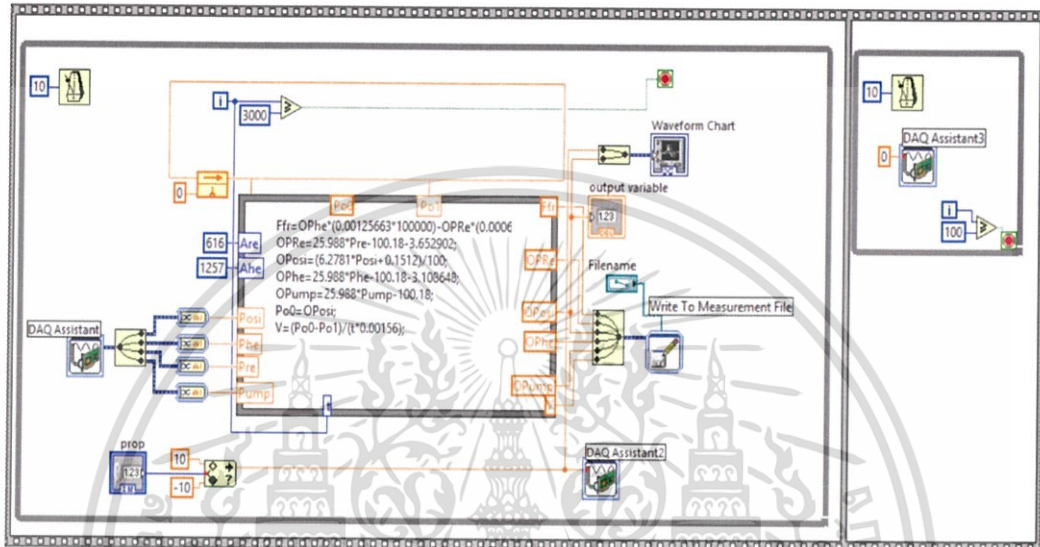 10
i
3000
0
Po0
Po1
616
Are
1257
Ahe
Ffr=OPhe*(0.00125663*100000)-OPRe*(0.0006
OPRe=25.988*Pre-100.18-3.652902;
OPosi=(6.2781*Posi+0.1512)/100;
OPhe=25.988*Phe-100.18-3.108648;
OPump=25.988*Pump-100.18;
Po0=OPosi;
V=(Po0-Po1)/(t*0.00156);
Posi
Phe
Pre
Pump
DAQ Assistant
Ffr
OPRe
OPosi
OPhe
OPump
Waveform Chart
output variable
123
Filename
Write To Measurement File
prop
123
10
-10
?
DAQ Assistant2
10
DAQ Assistant3
0
i
100